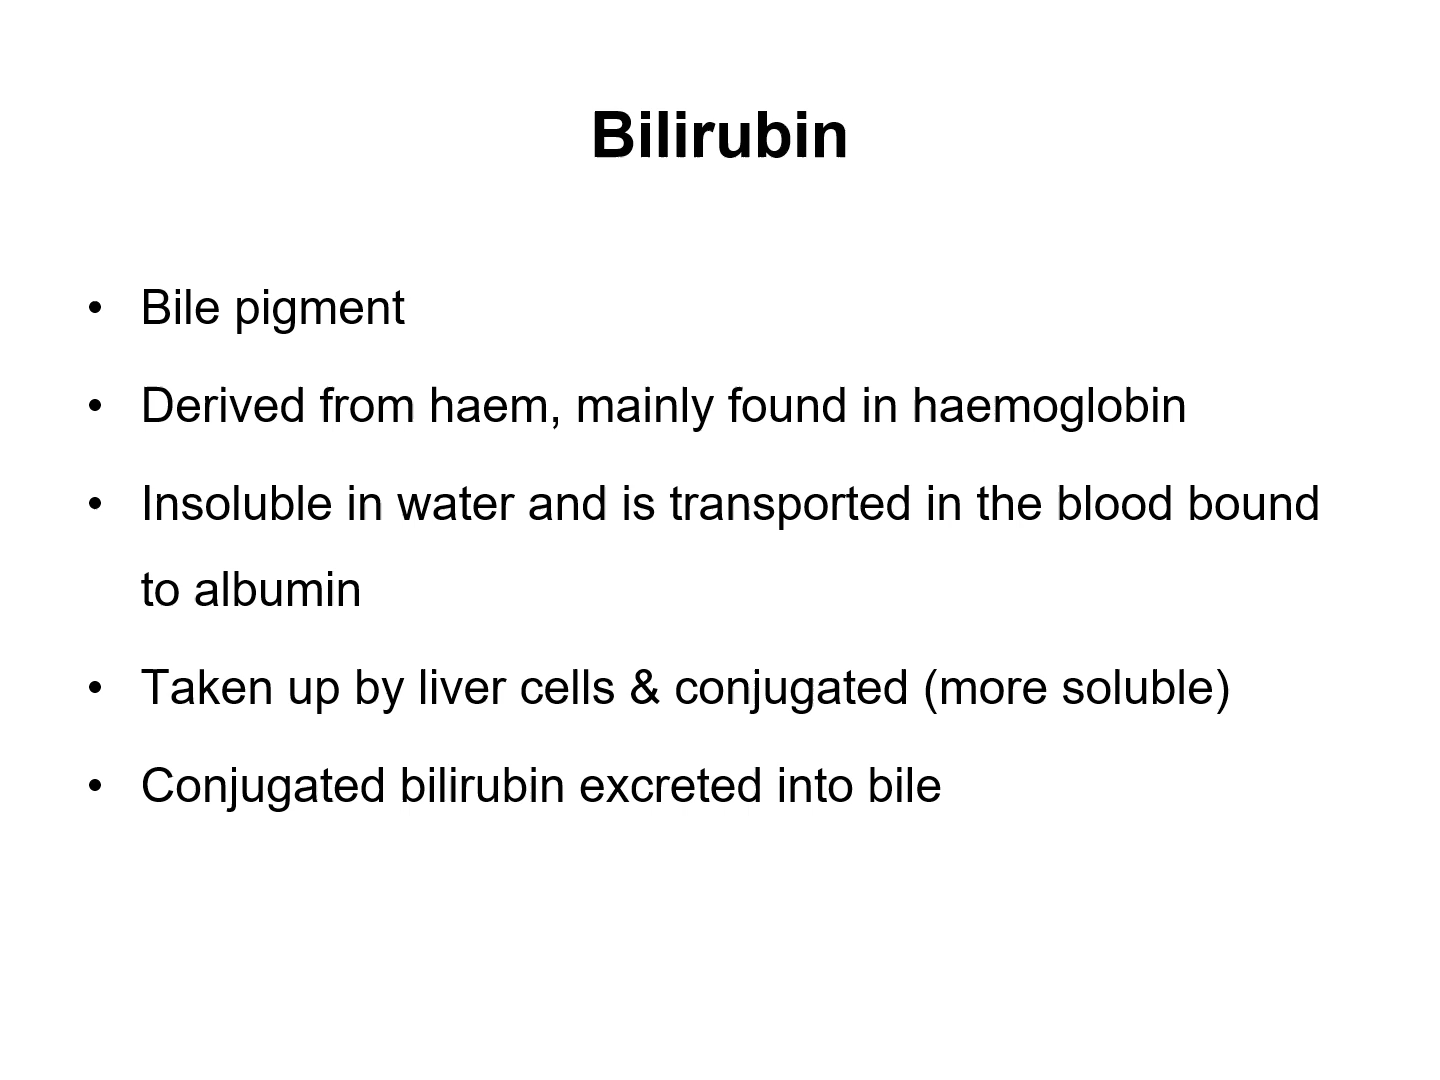 Bilirubin
• Bile pigment
• Derived from haem, mainly found in haemoglobin
• Insoluble in water and is transported in the blood bound
to albumin
• Taken up by liver cells & conjugated (more soluble)
• Conjugated bilirubin excreted into bile